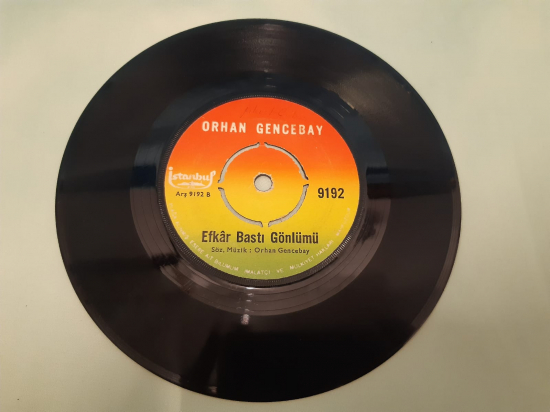 ORHAN GENCEBAY
istanbul
Arş 9192 B
9192
Efkâr Bastı Gönlümü
Söz, Müzik : Orhan Gencebay